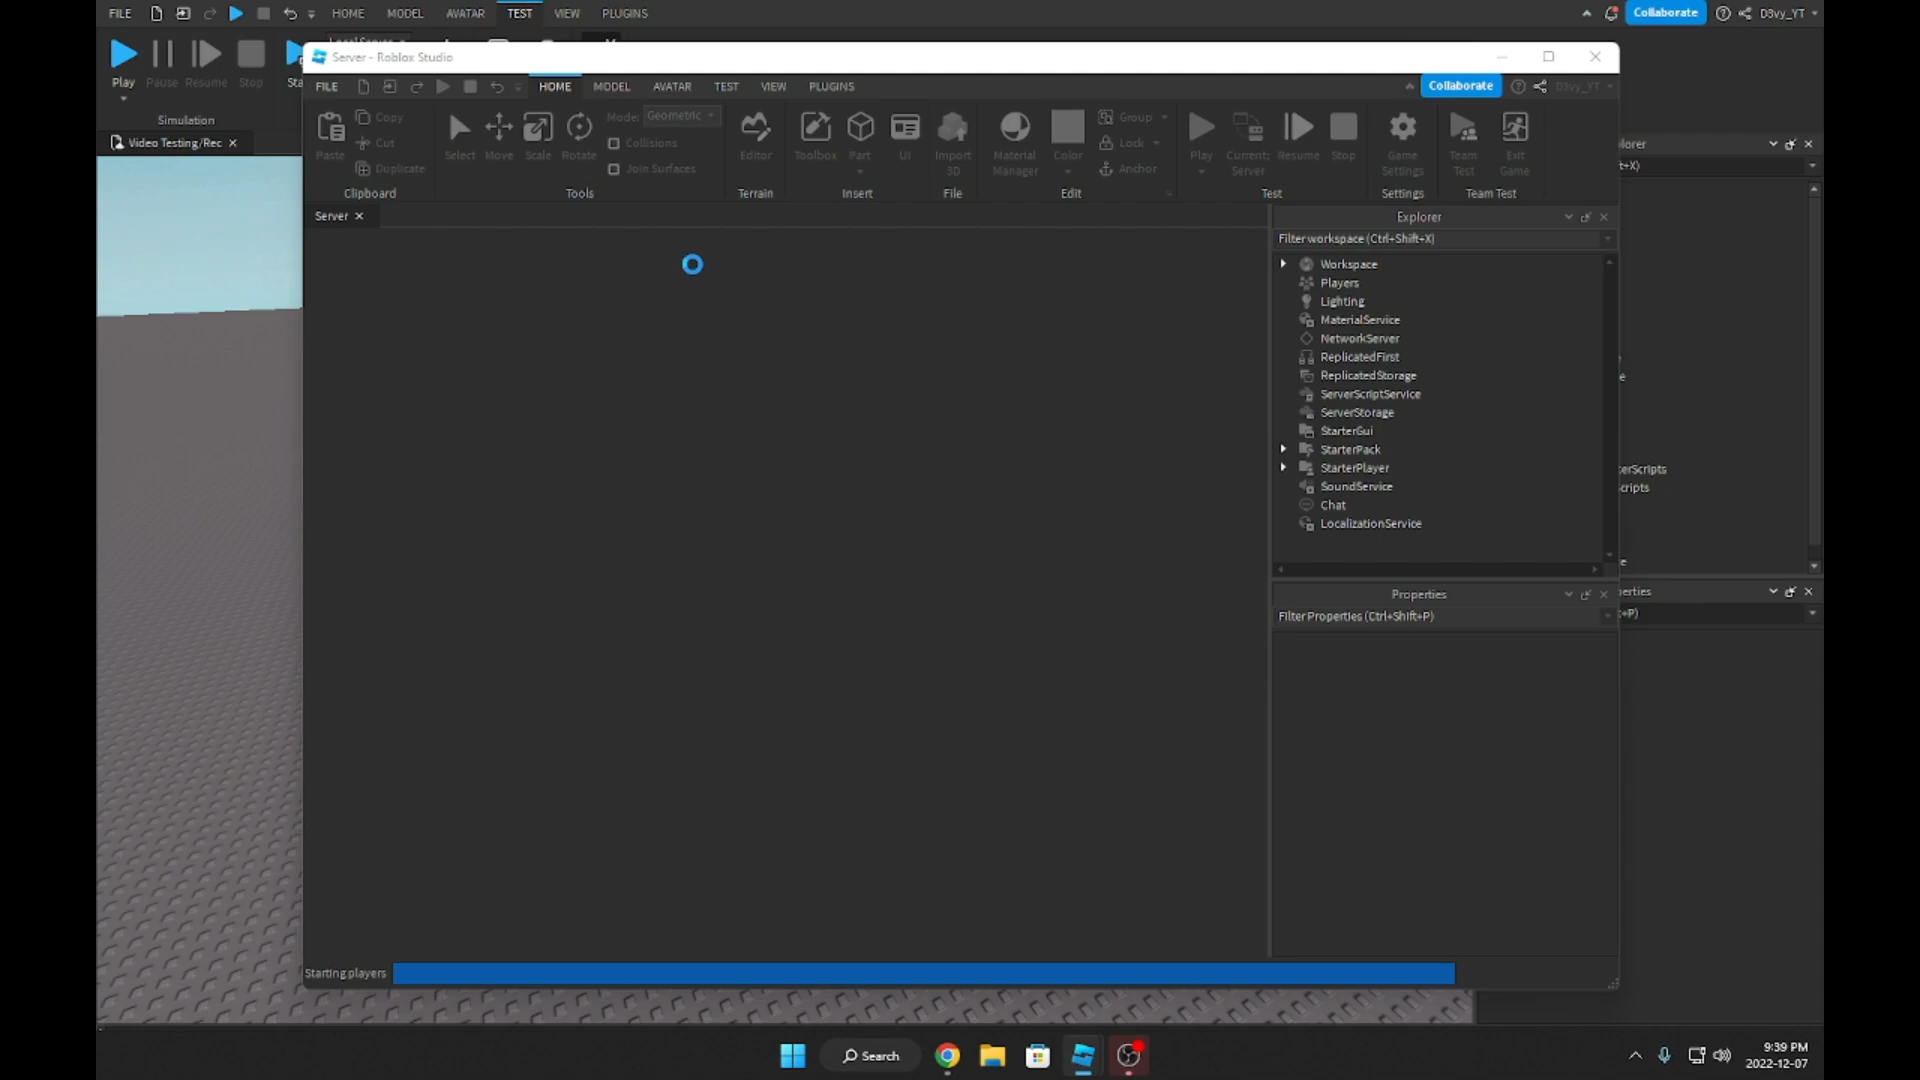 FILE HOME MODEL AVATAR TEST VIEW PLUGINS Collaborate D3vy_YT
Play Pause Resume Stop
Simulation
Video Testing/Rec
Server - Roblox Studio
FILE HOME MODEL AVATAR TEST VIEW PLUGINS Collaborate D3vy_YT
Copy Mode: Geometric Group
Cut Collisions Lock
Paste Select Move Scale Rotate Editor Toolbox Part UI Import Material Color Play Current: Resume Stop Game Team Exit
3D Manager Server Settings Test Game
Duplicate Join Surfaces Anchor
Clipboard Tools Terrain Insert File Edit Test Settings Team Test
Server
Explorer
Filter workspace (Ctrl+Shift+X)
Workspace
Players
Lighting
MaterialService
NetworkServer
ReplicatedFirst
ReplicatedStorage
ServerScriptService
ServerStorage
StarterGui
StarterPack
StarterPlayer
SoundService
Chat
LocalizationService
Properties
Filter Properties (Ctrl+Shift+P)
Starting players
Search
9:39 PM
2022-12-07